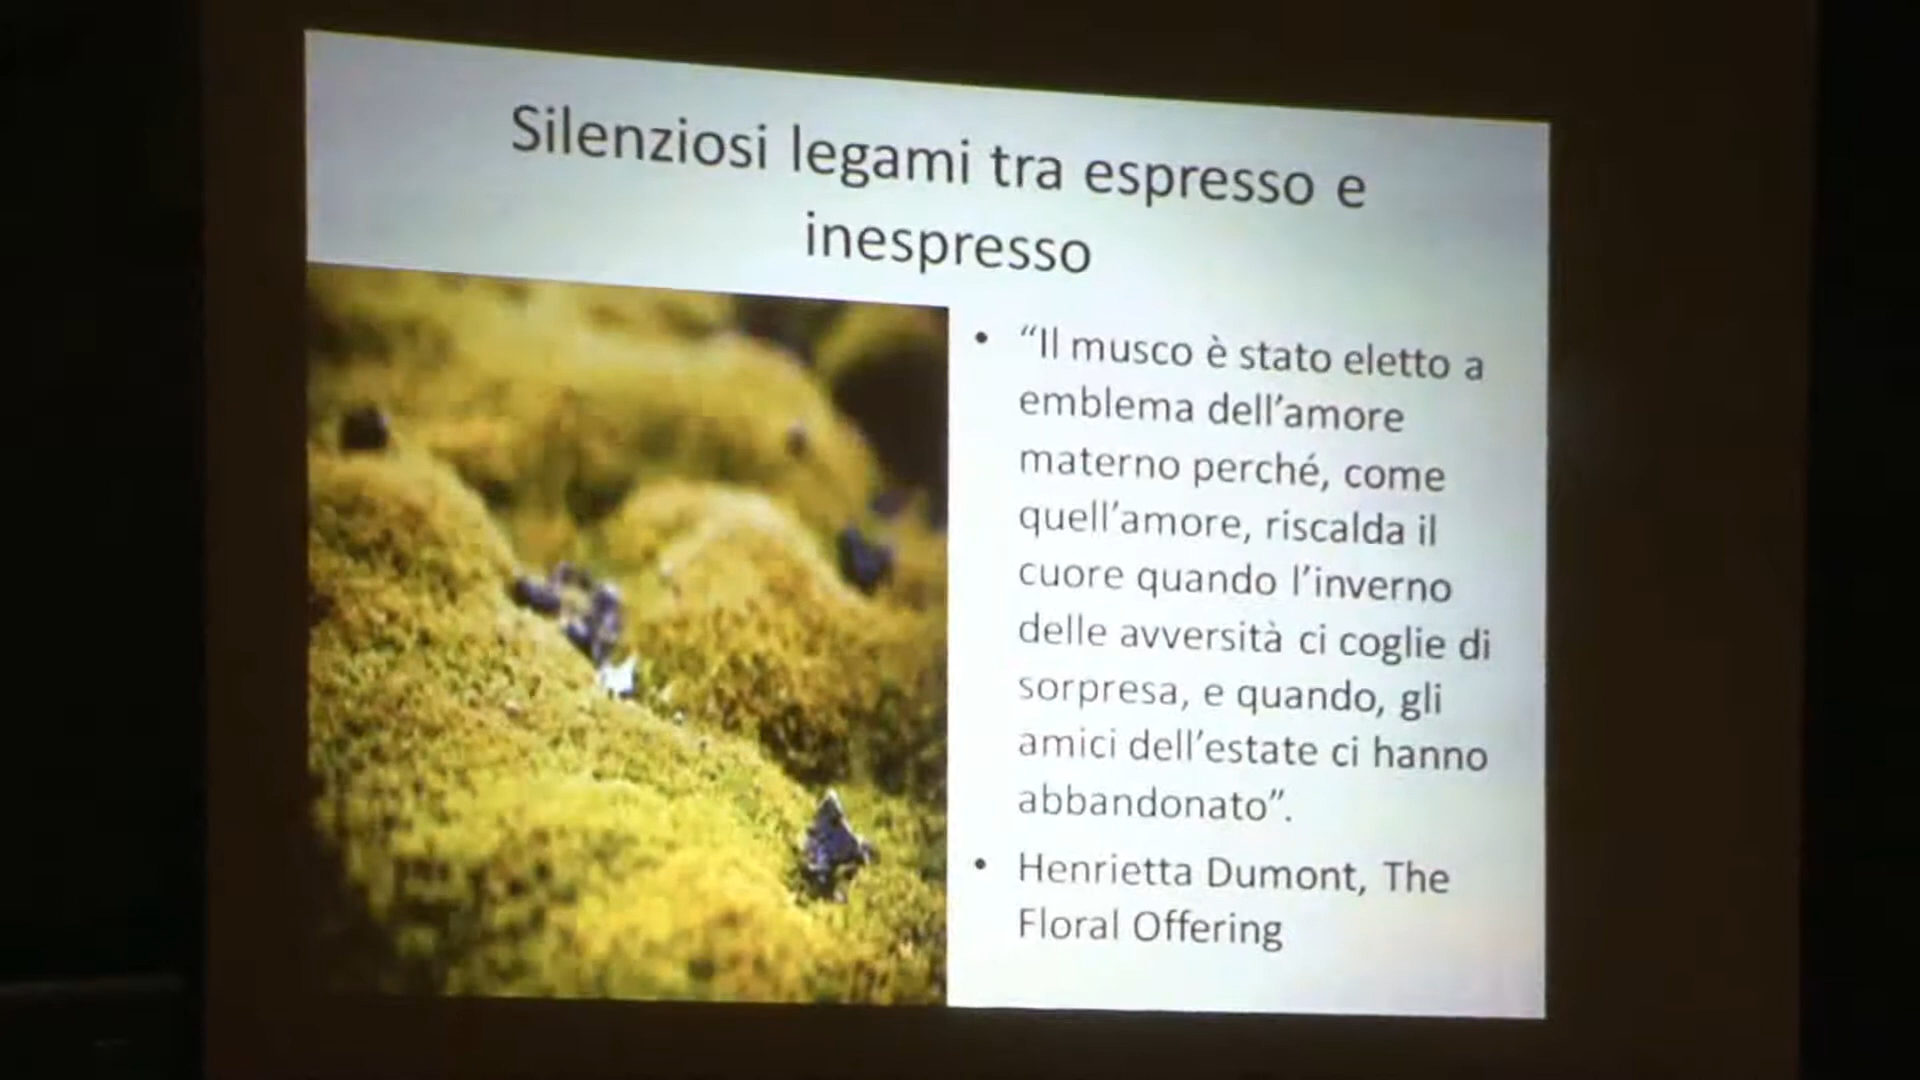 Silenziosi legami tra espresso e
inespresso
• “Il musco è stato eletto a
emblema dell’amore
materno perché, come
quell’amore, riscalda il
cuore quando l’inverno
delle avversità ci coglie di
sorpresa, e quando, gli
amici dell’estate ci hanno
abbandonato”.
• Henrietta Dumont, The
Floral Offering